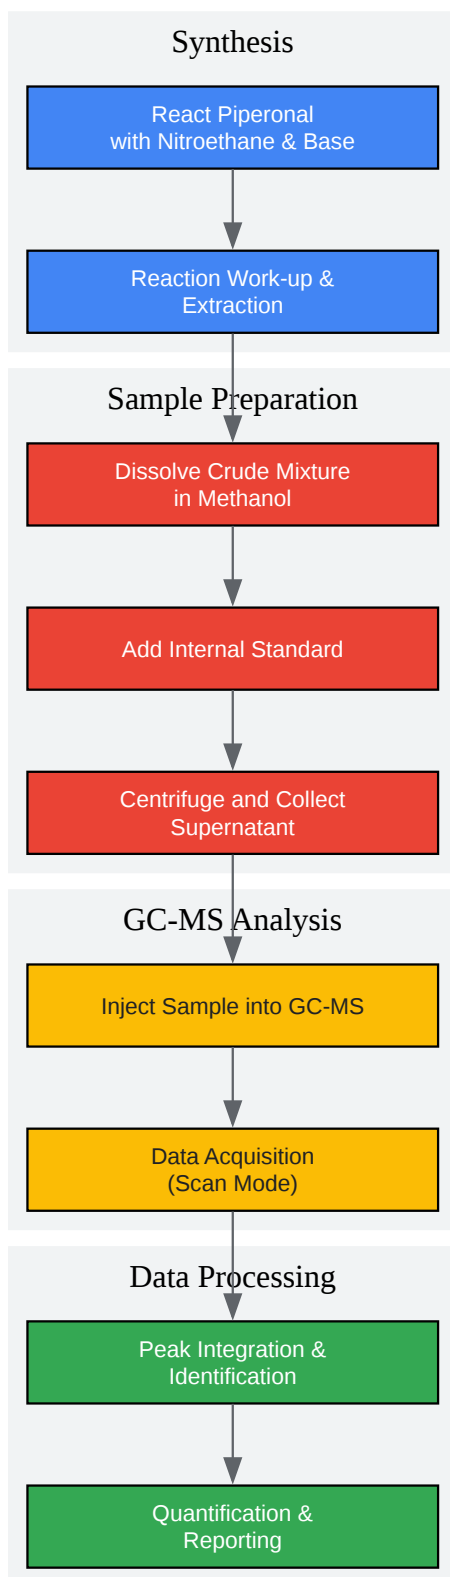 Synthesis
React Piperonal
with Nitroethane & Base
Reaction Work-up &
Extraction
Sample Preparation
Dissolve Crude Mixture
in Methanol
Add Internal Standard
Centrifuge and Collect
Supernatant
GC-MS Analysis
Inject Sample into GC-MS
Data Acquisition
(Scan Mode)
Data Processing
Peak Integration &
Identification
Quantification &
Reporting